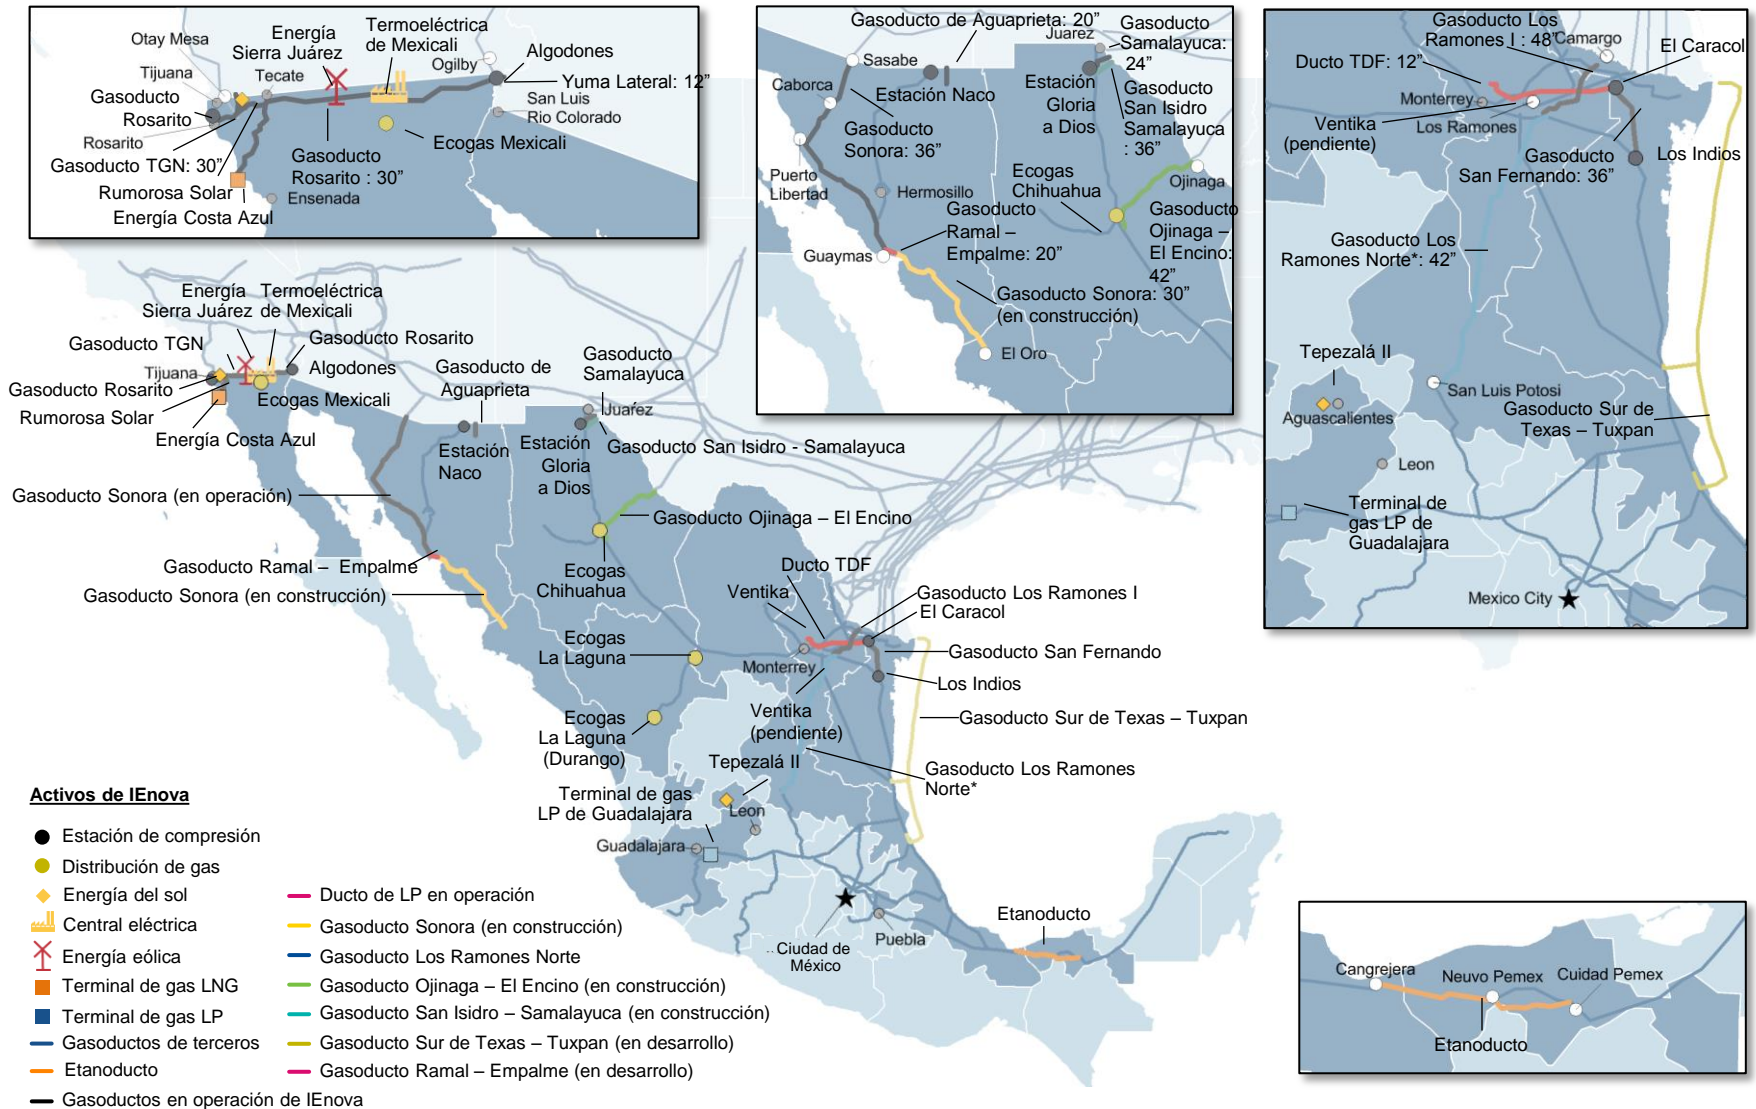 Otay Mesa
Tijuana
Gasoducto
Rosarito
Rosarito
Gasoducto TGN: 30”
Rumorosa Solar
Energía Costa Azul
Energía
Sierra Juárez
Tecate
Termoeléctrica
de Mexicali
Ogilby
Algodones
Yuma Lateral: 12”
San Luis
Rio Colorado
Ecogas Mexicali
Gasoducto
Rosarito : 30”
Ensenada
Gasoducto de Aguaprieta: 20”
Juarez
Gasoducto
Samalayuca:
24”
Sasabe
Estación Naco
Caborca
Gasoducto
Sonora: 36”
Puerto
Libertad
Hermosillo
Estación
Gloria
a Dios
Gasoducto
San Isidro
Samalayuca
: 36”
Ecogas
Chihuahua
Ojinaga
Gasoducto
Ramal –
Empalme: 20”
Gasoducto
Ojinaga –
El Encino:
42”
Guaymas
Gasoducto Sonora: 30”
(en construcción)
El Oro
Gasoducto Los
Ramones I : 48”
Camargo
El Caracol
Ducto TDF: 12”
Monterrey
Ventika
(pendiente)
Los Ramones
Gasoducto
San Fernando: 36”
Los Indios
Gasoducto Los
Ramones Norte*: 42”
Tepezalá II
Aguascalientes
San Luis Potosi
Gasoducto Sur de
Texas – Tuxpan
Leon
Terminal de
gas LP de
Guadalajara
Mexico City
Energía
Sierra Juárez
Termoeléctrica
de Mexicali
Gasoducto TGN
Gasoducto Rosarito
Tijuana
Algodones
Gasoducto Rosarito
Ecogas Mexicali
Rumorosa Solar
Energía Costa Azul
Gasoducto de
Aguaprieta
Gasoducto
Samalayuca
Juarez
Estación
Naco
Estación
Gloria
a Dios
Gasoducto San Isidro - Samalayuca
Gasoducto Sonora (en operación)
Gasoducto Ojinaga – El Encino
Gasoducto Ramal – Empalme
Gasoducto Sonora (en construcción)
Ecogas
Chihuahua
Ducto TDF
Ventika
Gasoducto Los Ramones I
El Caracol
Ecogas
La Laguna
Monterrey
Gasoducto San Fernando
Los Indios
Ecogas
La Laguna
(Durango)
Ventika
(pendiente)
Gasoducto Sur de Texas – Tuxpan
Tepezalá II
Gasoducto Los Ramones
Norte*
Terminal de gas
LP de Guadalajara
Leon
Guadalajara
Ciudad de
México
Puebla
Etanoducto
Cangrejera
Neuvo Pemex
Cuidad Pemex
Etanoducto
Activos de IEnova
Estación de compresión
Distribución de gas
Energía del sol
Central eléctrica
Energía eólica
Terminal de gas LNG
Terminal de gas LP
Gasoductos de terceros
Etanoducto
Gasoductos en operación de IEnova
Ducto de LP en operación
Gasoducto Sonora (en construcción)
Gasoducto Los Ramones Norte
Gasoducto Ojinaga – El Encino (en construcción)
Gasoducto San Isidro – Samalayuca (en construcción)
Gasoducto Sur de Texas – Tuxpan (en desarrollo)
Gasoducto Ramal – Empalme (en desarrollo)